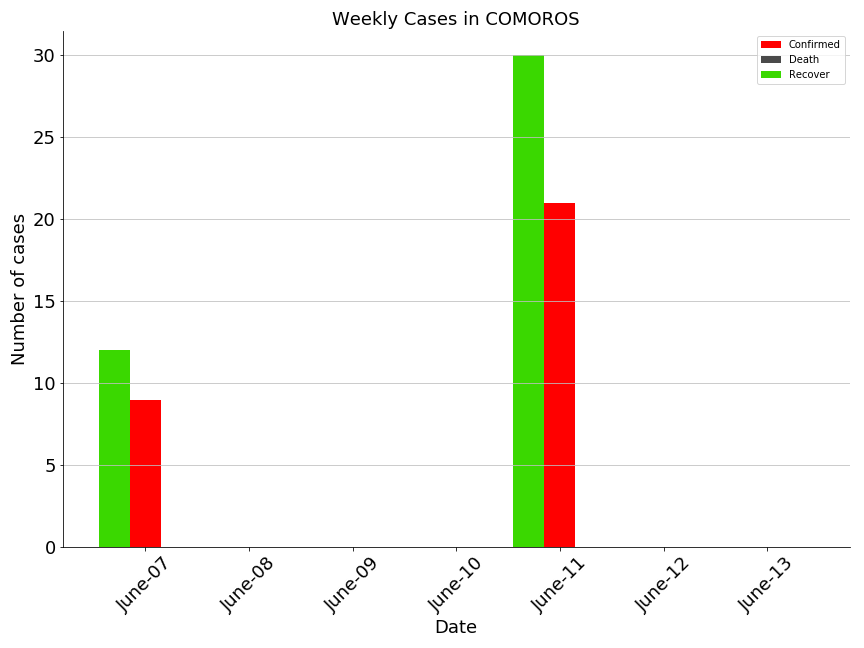 Weekly Cases in COMOROS
Confirmed
Death
Recover
Number of cases
30
25
20
15
10
5
0
June-07
June-08
June-09
June-10
June-11
June-12
June-13
Date